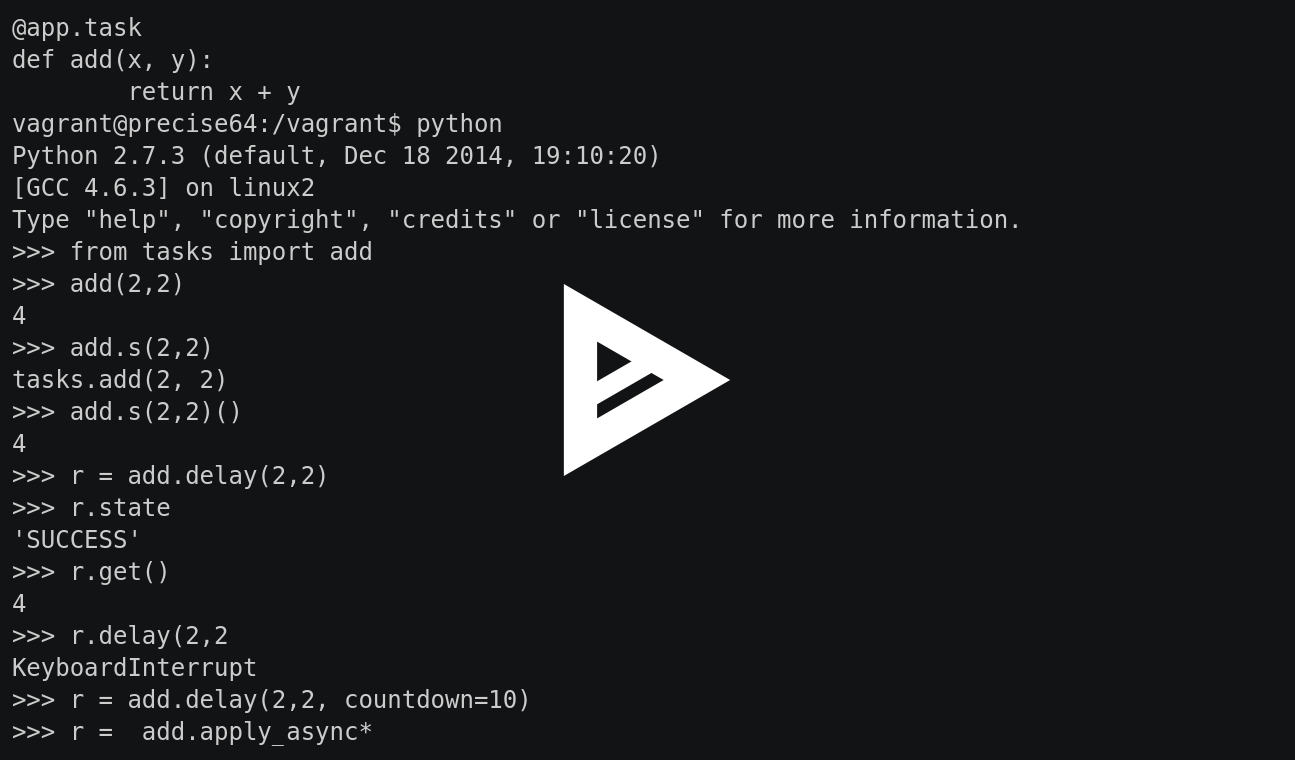 @app.task
def add(x, y):
        return x + y
vagrant@precise64:/vagrant$ python
Python 2.7.3 (default, Dec 18 2014, 19:10:20)
[GCC 4.6.3] on linux2
Type "help", "copyright", "credits" or "license" for more information.
>>> from tasks import add
>>> add(2,2)
4
>>> add.s(2,2)
tasks.add(2, 2)
>>> add.s(2,2)()
4
>>> r = add.delay(2,2)
>>> r.state
'SUCCESS'
>>> r.get()
4
>>> r.delay(2,2
KeyboardInterrupt
>>> r = add.delay(2,2, countdown=10)
>>> r =  add.apply_async*